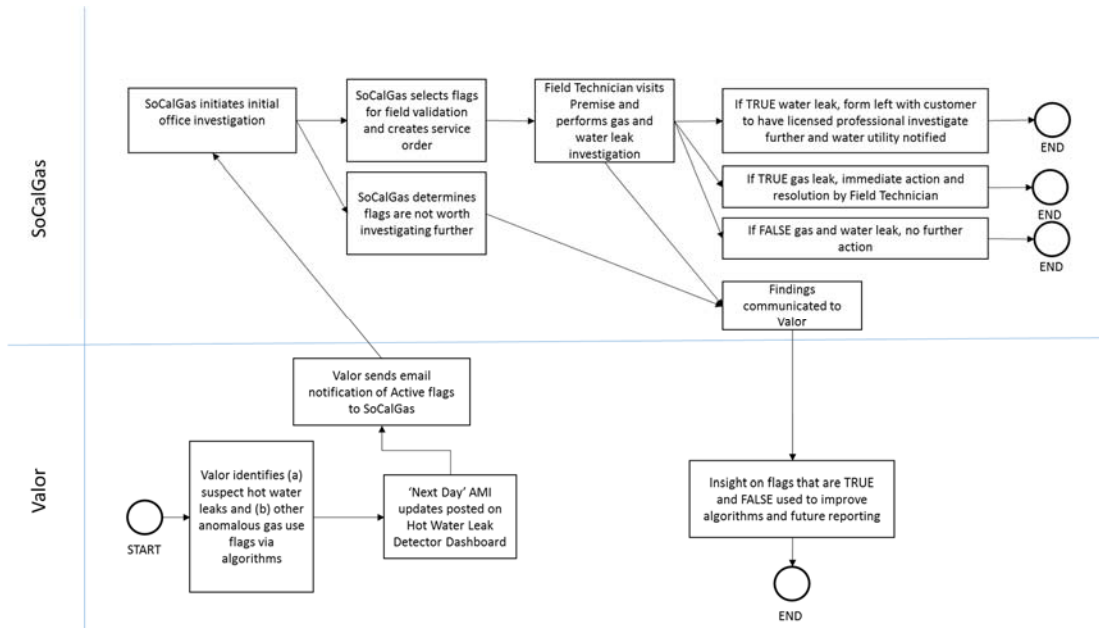 SoCalGas
SoCalGas initiates initial
office investigation
SoCalGas selects flags
for field validation
and creates service
order
SoCalGas determines
flags are not worth
investigating further
Field Technician visits
Premise and
performs gas and
water leak
investigation
If TRUE water leak, form left with customer
to have licensed professional investigate
further and water utility notified
END
If TRUE gas leak, immediate action and
resolution by Field Technician
END
If FALSE gas and water leak, no further
action
END
Findings
communicated to
Valor
Valor
START
Valor identifies (a)
suspect hot water
leaks and (b) other
anomalous gas use
flags via
algorithms
'Next Day' AMI
updates posted on
Hot Water Leak
Detector Dashboard
Valor sends email
notification of Active flags
to SoCalGas
Insight on flags that are TRUE
and FALSE used to improve
algorithms and future reporting
END